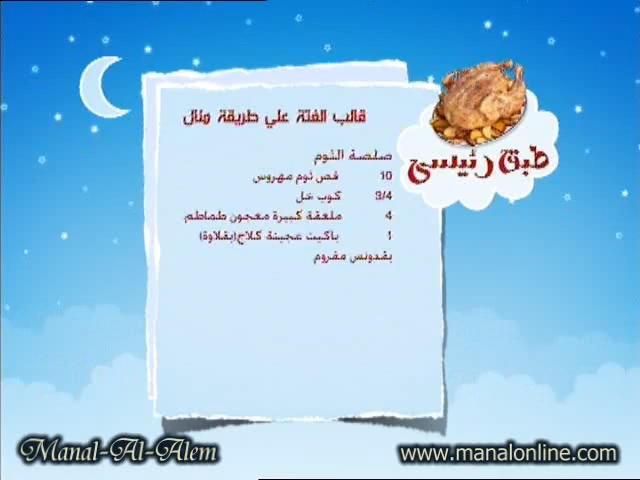 قالب الفتة علي طريقة منال
طبق رئيسي
صلصة الثوم
10 فص ثوم مهروس
3/4 كوب خل
4 ملعقة كبيرة معجون طماطم
1 باكيت عجينة كلاج(بقلاوة)
بقدونس مفروم
Manal-Al-Alem
www.manalonline.com